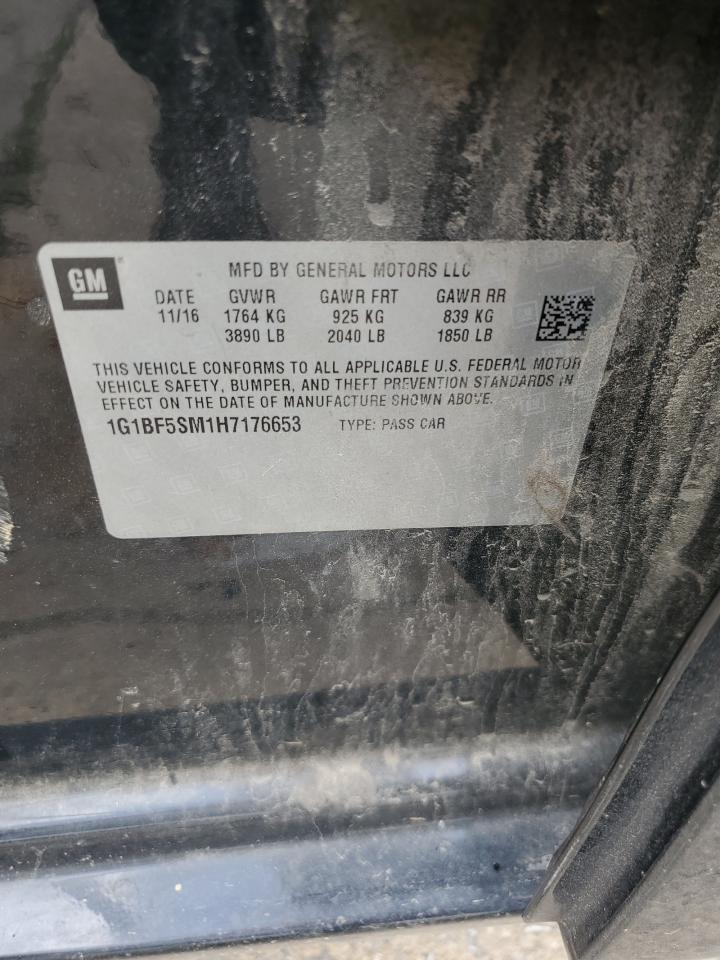 GM
MFD BY GENERAL MOTORS LLC
DATE GVWR GAWR FRT GAWR RR
11/16 1764 KG 925 KG 839 KG
3890 LB 2040 LB 1850 LB
THIS VEHICLE CONFORMS TO ALL APPLICABLE U.S. FEDERAL MOTOR
VEHICLE SAFETY, BUMPER, AND THEFT PREVENTION STANDARDS IN
EFFECT ON THE DATE OF MANUFACTURE SHOWN ABOVE.
1G1BF5SM1H7176653 TYPE: PASS CAR